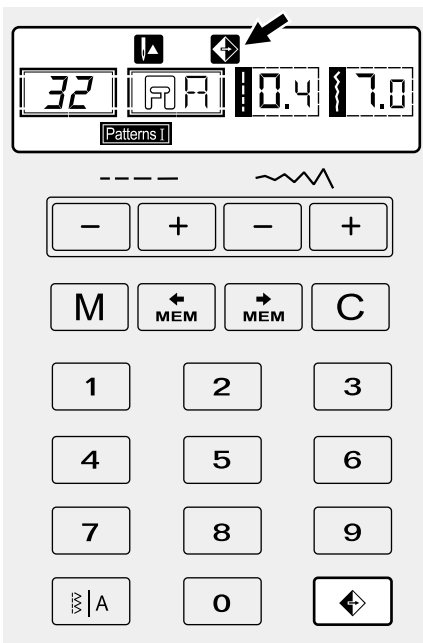 32 A A 0.4 7.0
Patterns I
− + − +
M MEM MEM C
1 2 3
4 5 6
7 8 9
A 0